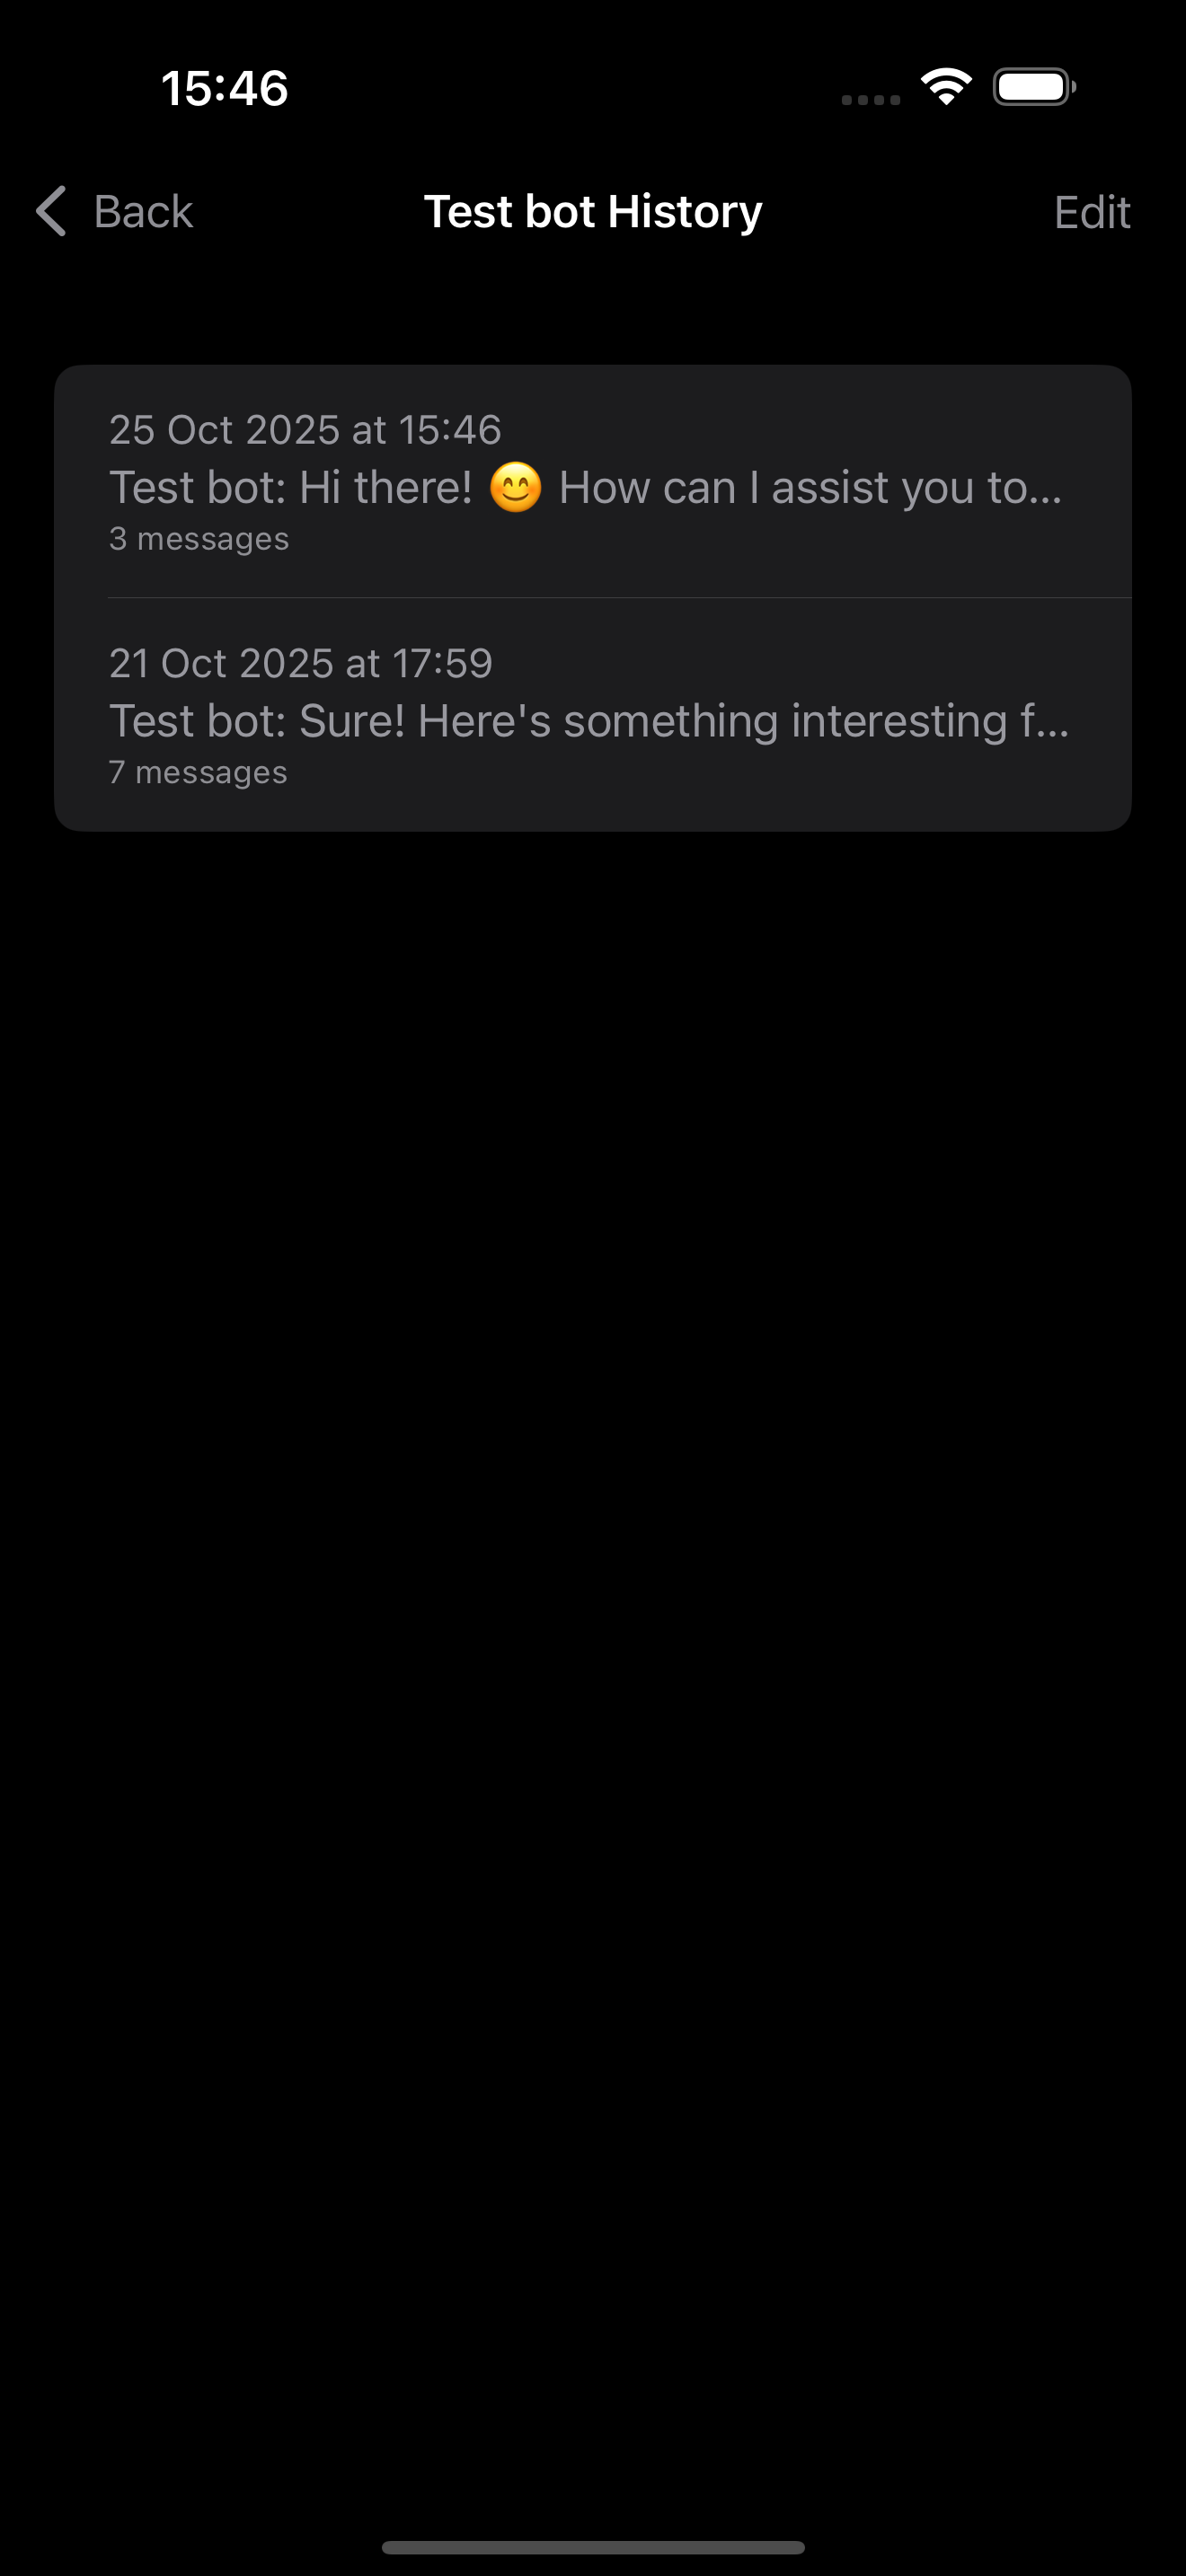 15:46
Back
Test bot History
Edit
25 Oct 2025 at 15:46
Test bot: Hi there! 😊 How can I assist you to...
3 messages
21 Oct 2025 at 17:59
Test bot: Sure! Here's something interesting f...
7 messages